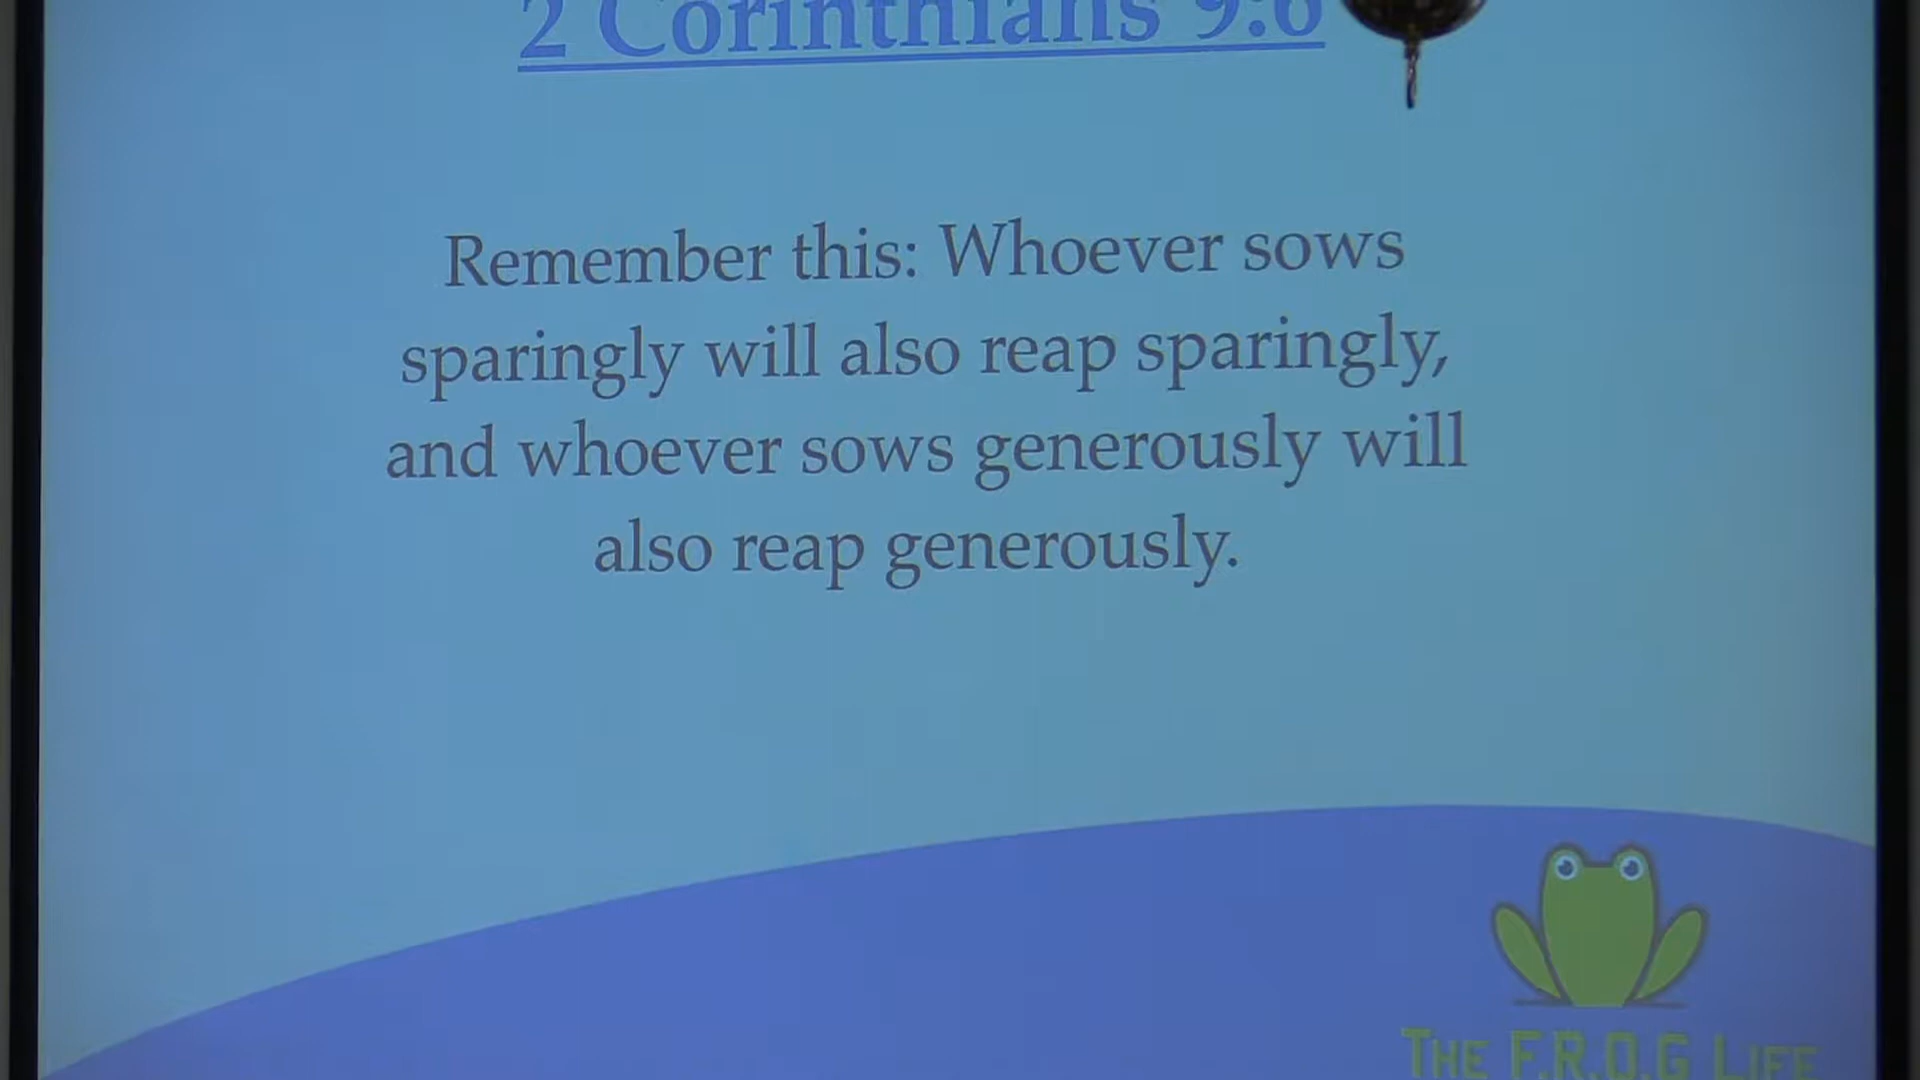 2 Corinthians 9:6
Remember this: Whoever sows
sparingly will also reap sparingly,
and whoever sows generously will
also reap generously.
THE F.R.O.G LIFE